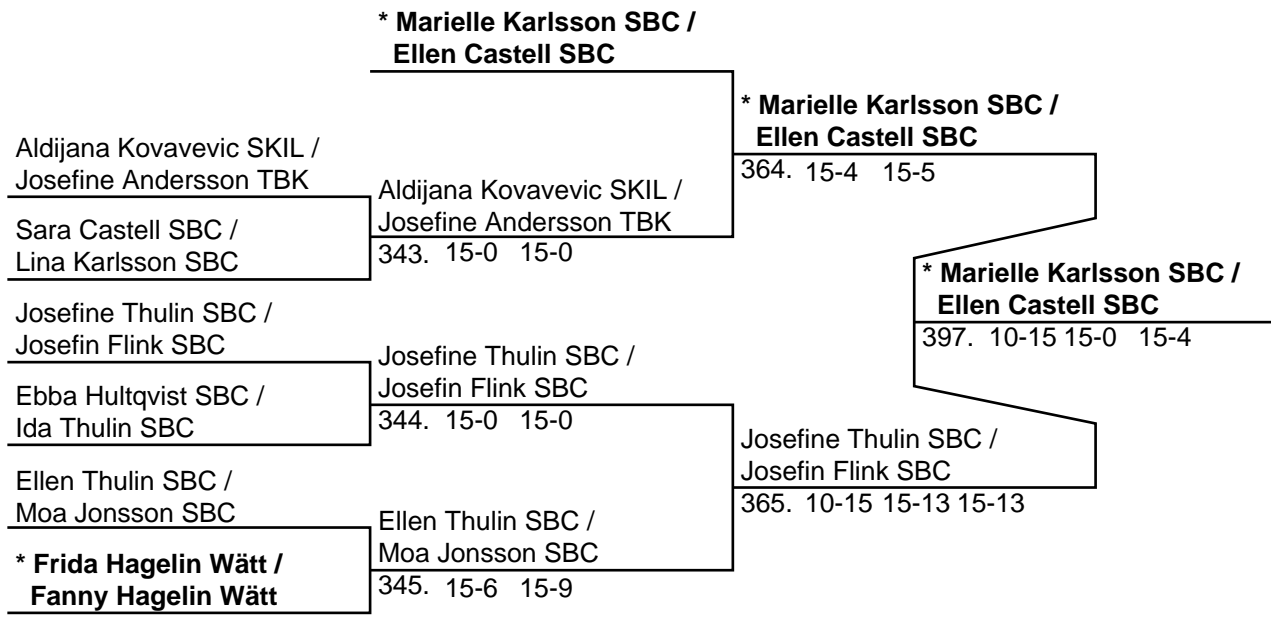 * Marielle Karlsson SBC /
Ellen Castell SBC
Aldijana Kovavevic SKIL /
Josefine Andersson TBK
Sara Castell SBC /
Lina Karlsson SBC
Josefine Thulin SBC /
Josefin Flink SBC
Ebba Hultqvist SBC /
Ida Thulin SBC
Ellen Thulin SBC /
Moa Jonsson SBC
* Frida Hagelin Wätt /
Fanny Hagelin Wätt
Aldijana Kovavevic SKIL /
Josefine Andersson TBK
343. 15-0 15-0
Josefine Thulin SBC /
Josefin Flink SBC
344. 15-0 15-0
Ellen Thulin SBC /
Moa Jonsson SBC
345. 15-6 15-9
* Marielle Karlsson SBC /
Ellen Castell SBC
364. 15-4 15-5
Josefine Thulin SBC /
Josefin Flink SBC
365. 10-15 15-13 15-13
* Marielle Karlsson SBC /
Ellen Castell SBC
397. 10-15 15-0 15-4